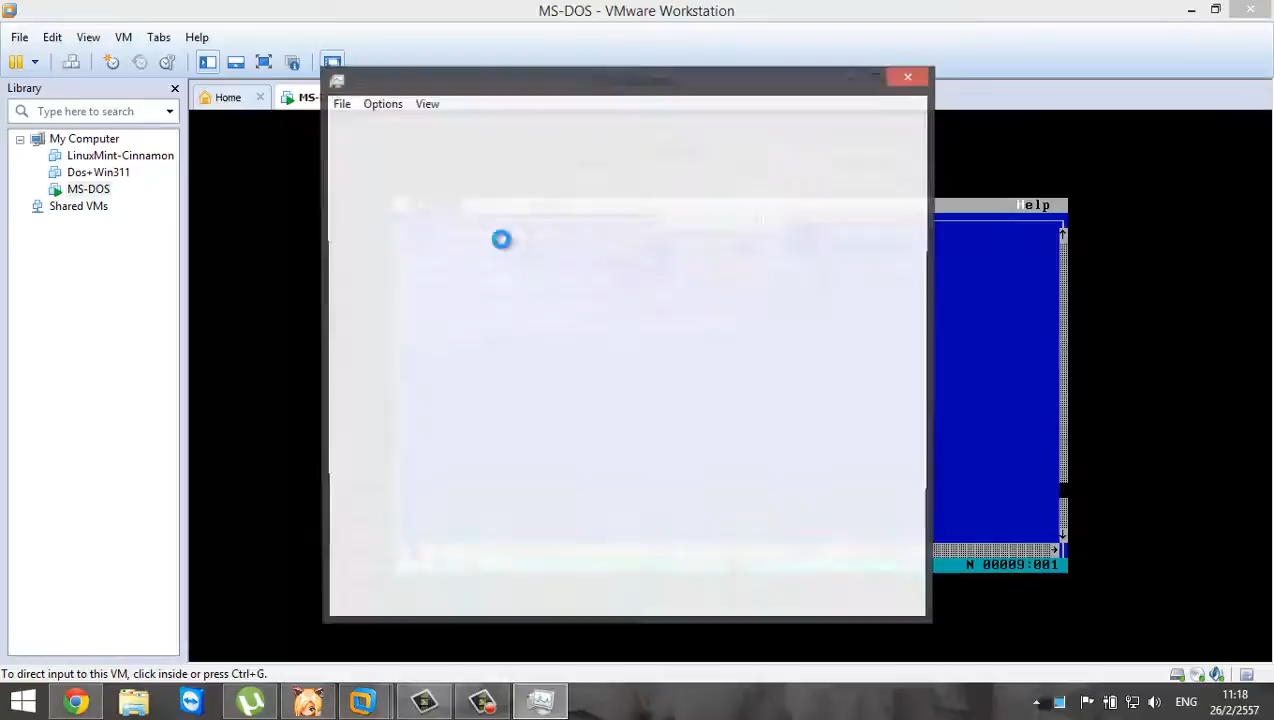 MS-DOS - VMware Workstation
File Edit View VM Tabs Help
Library
Type here to search
Home
MS-
My Computer
LinuxMint-Cinnamon
Dos+Win311
MS-DOS
Shared VMs
File Options View
Help
N 00009:001
To direct input to this VM, click inside or press Ctrl+G.
ENG
11:18
26/2/2557